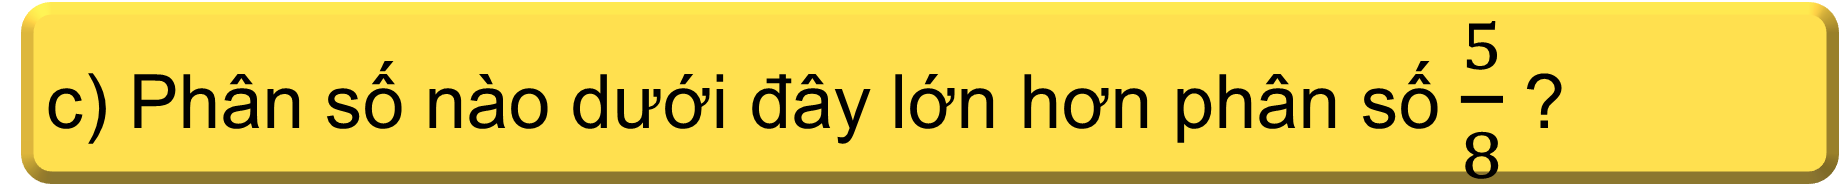 c) Phân số nào dưới đây lớn hơn phân số 5/8 ?